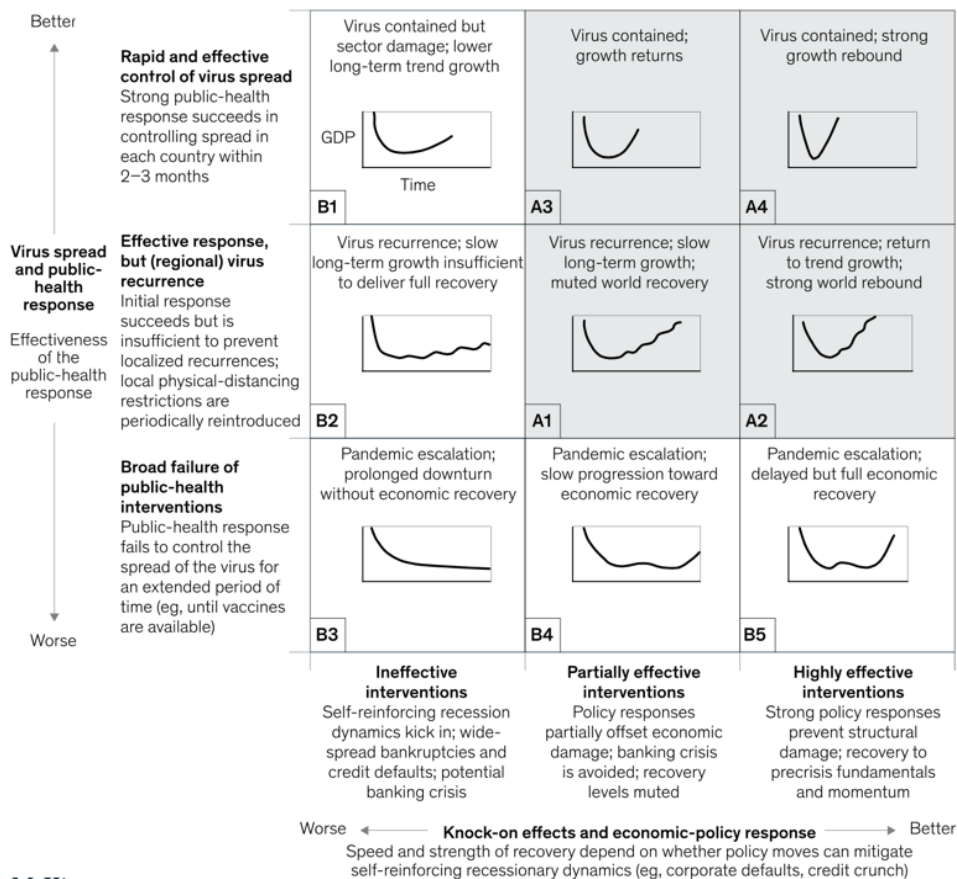 Better
Rapid and effective
control of virus spread
Strong public-health
response succeeds in
controlling spread in
each country within
2–3 months
Virus contained but
sector damage; lower
long-term trend growth
GDP
Time
B1
Virus contained;
growth returns
A3
Virus contained; strong
growth rebound
A4
Virus spread
and public-
health
response
Effectiveness
of the
public-health
response
Effective response,
but (regional) virus
recurrence
Initial response
succeeds but is
insufficient to prevent
localized recurrences;
local physical-distancing
restrictions are
periodically reintroduced
Virus recurrence; slow
long-term growth insufficient
to deliver full recovery
B2
Virus recurrence; slow
long-term growth;
muted world recovery
A1
Virus recurrence; return
to trend growth;
strong world rebound
A2
Broad failure of
public-health
interventions
Public-health response
fails to control the
spread of the virus for
an extended period of
time (eg, until vaccines
are available)
Worse
Pandemic escalation;
prolonged downturn
without economic recovery
B3
Pandemic escalation;
slow progression toward
economic recovery
B4
Pandemic escalation;
delayed but full economic
recovery
B5
Ineffective
interventions
Self-reinforcing recession
dynamics kick in; wide-
spread bankruptcies and
credit defaults; potential
banking crisis
Partially effective
interventions
Policy responses
partially offset economic
damage; banking crisis
is avoided; recovery
levels muted
Highly effective
interventions
Strong policy responses
prevent structural
damage; recovery to
precrisis fundamentals
and momentum
Worse
Knock-on effects and economic-policy response
Better
Speed and strength of recovery depend on whether policy moves can mitigate
self-reinforcing recessionary dynamics (eg, corporate defaults, credit crunch)